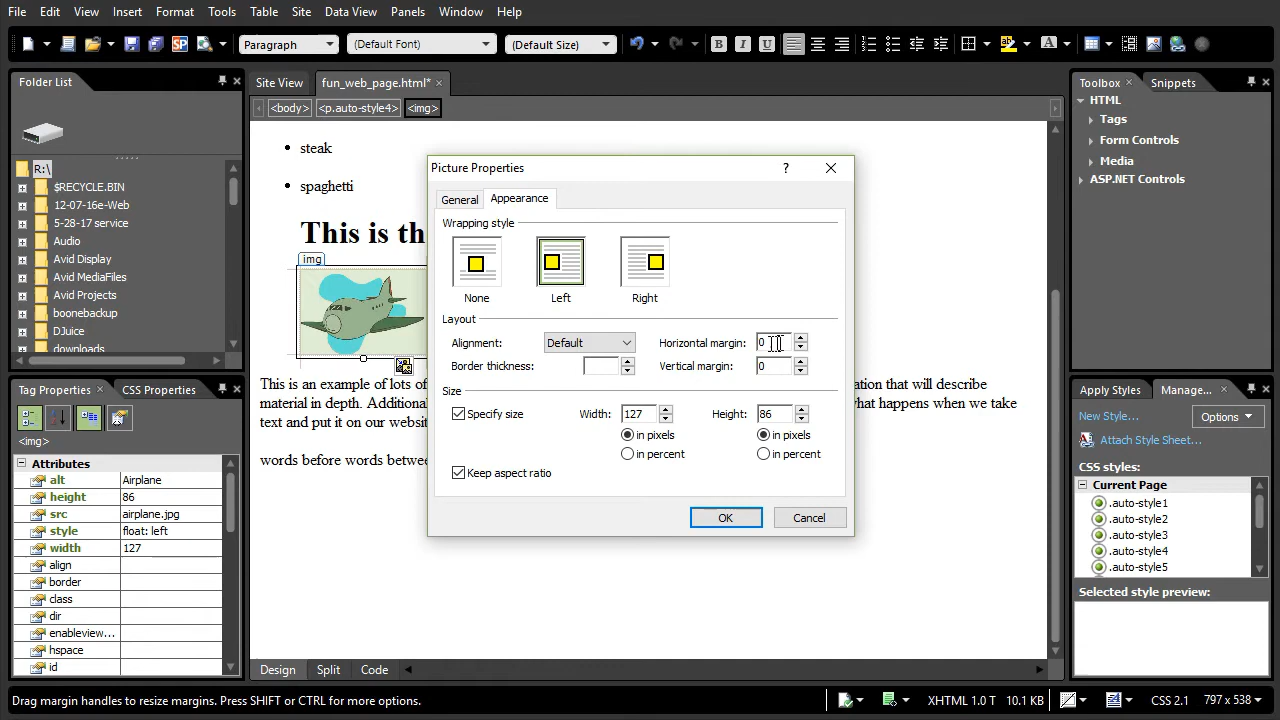 File Edit View Insert Format Tools Table Site Data View Panels Window Help
Paragraph (Default Font) (Default Size) B I U A
Folder List
R:\
$RECYCLE.BIN
12-07-16e-Web
5-28-17 service
Audio
Avid Display
Avid MediaFiles
Avid Projects
boonebackup
DJuice
downloads
Tag Properties × CSS Properties
<img>
Attributes
alt Airplane
height 86
src airplane.jpg
style float: left
width 127
align
border
class
dir
enableview...
hspace
id
Site View fun_web_page.html* ×
<body> <p.auto-style4> <img>
steak
spaghetti
This is th
img
This is an example of lots of
ation that will describe
material in depth. Additional
what happens when we take
text and put it on our websit
words before words betwee
Picture Properties ? ×
General Appearance
Wrapping style
None Left Right
Layout
Alignment: Default Horizontal margin: 0
Border thickness: Vertical margin: 0
Size
Specify size Width: 127 Height: 86
in pixels in pixels
in percent in percent
Keep aspect ratio
OK Cancel
Design Split Code
Toolbox × Snippets
HTML
Tags
Form Controls
Media
ASP.NET Controls
Apply Styles Manage... ×
New Style... Options
Attach Style Sheet...
CSS styles:
Current Page
.auto-style1
.auto-style2
.auto-style3
.auto-style4
.auto-style5
Selected style preview:
Drag margin handles to resize margins. Press SHIFT or CTRL for more options. XHTML 1.0 T 10.1 KB CSS 2.1 797 x 538